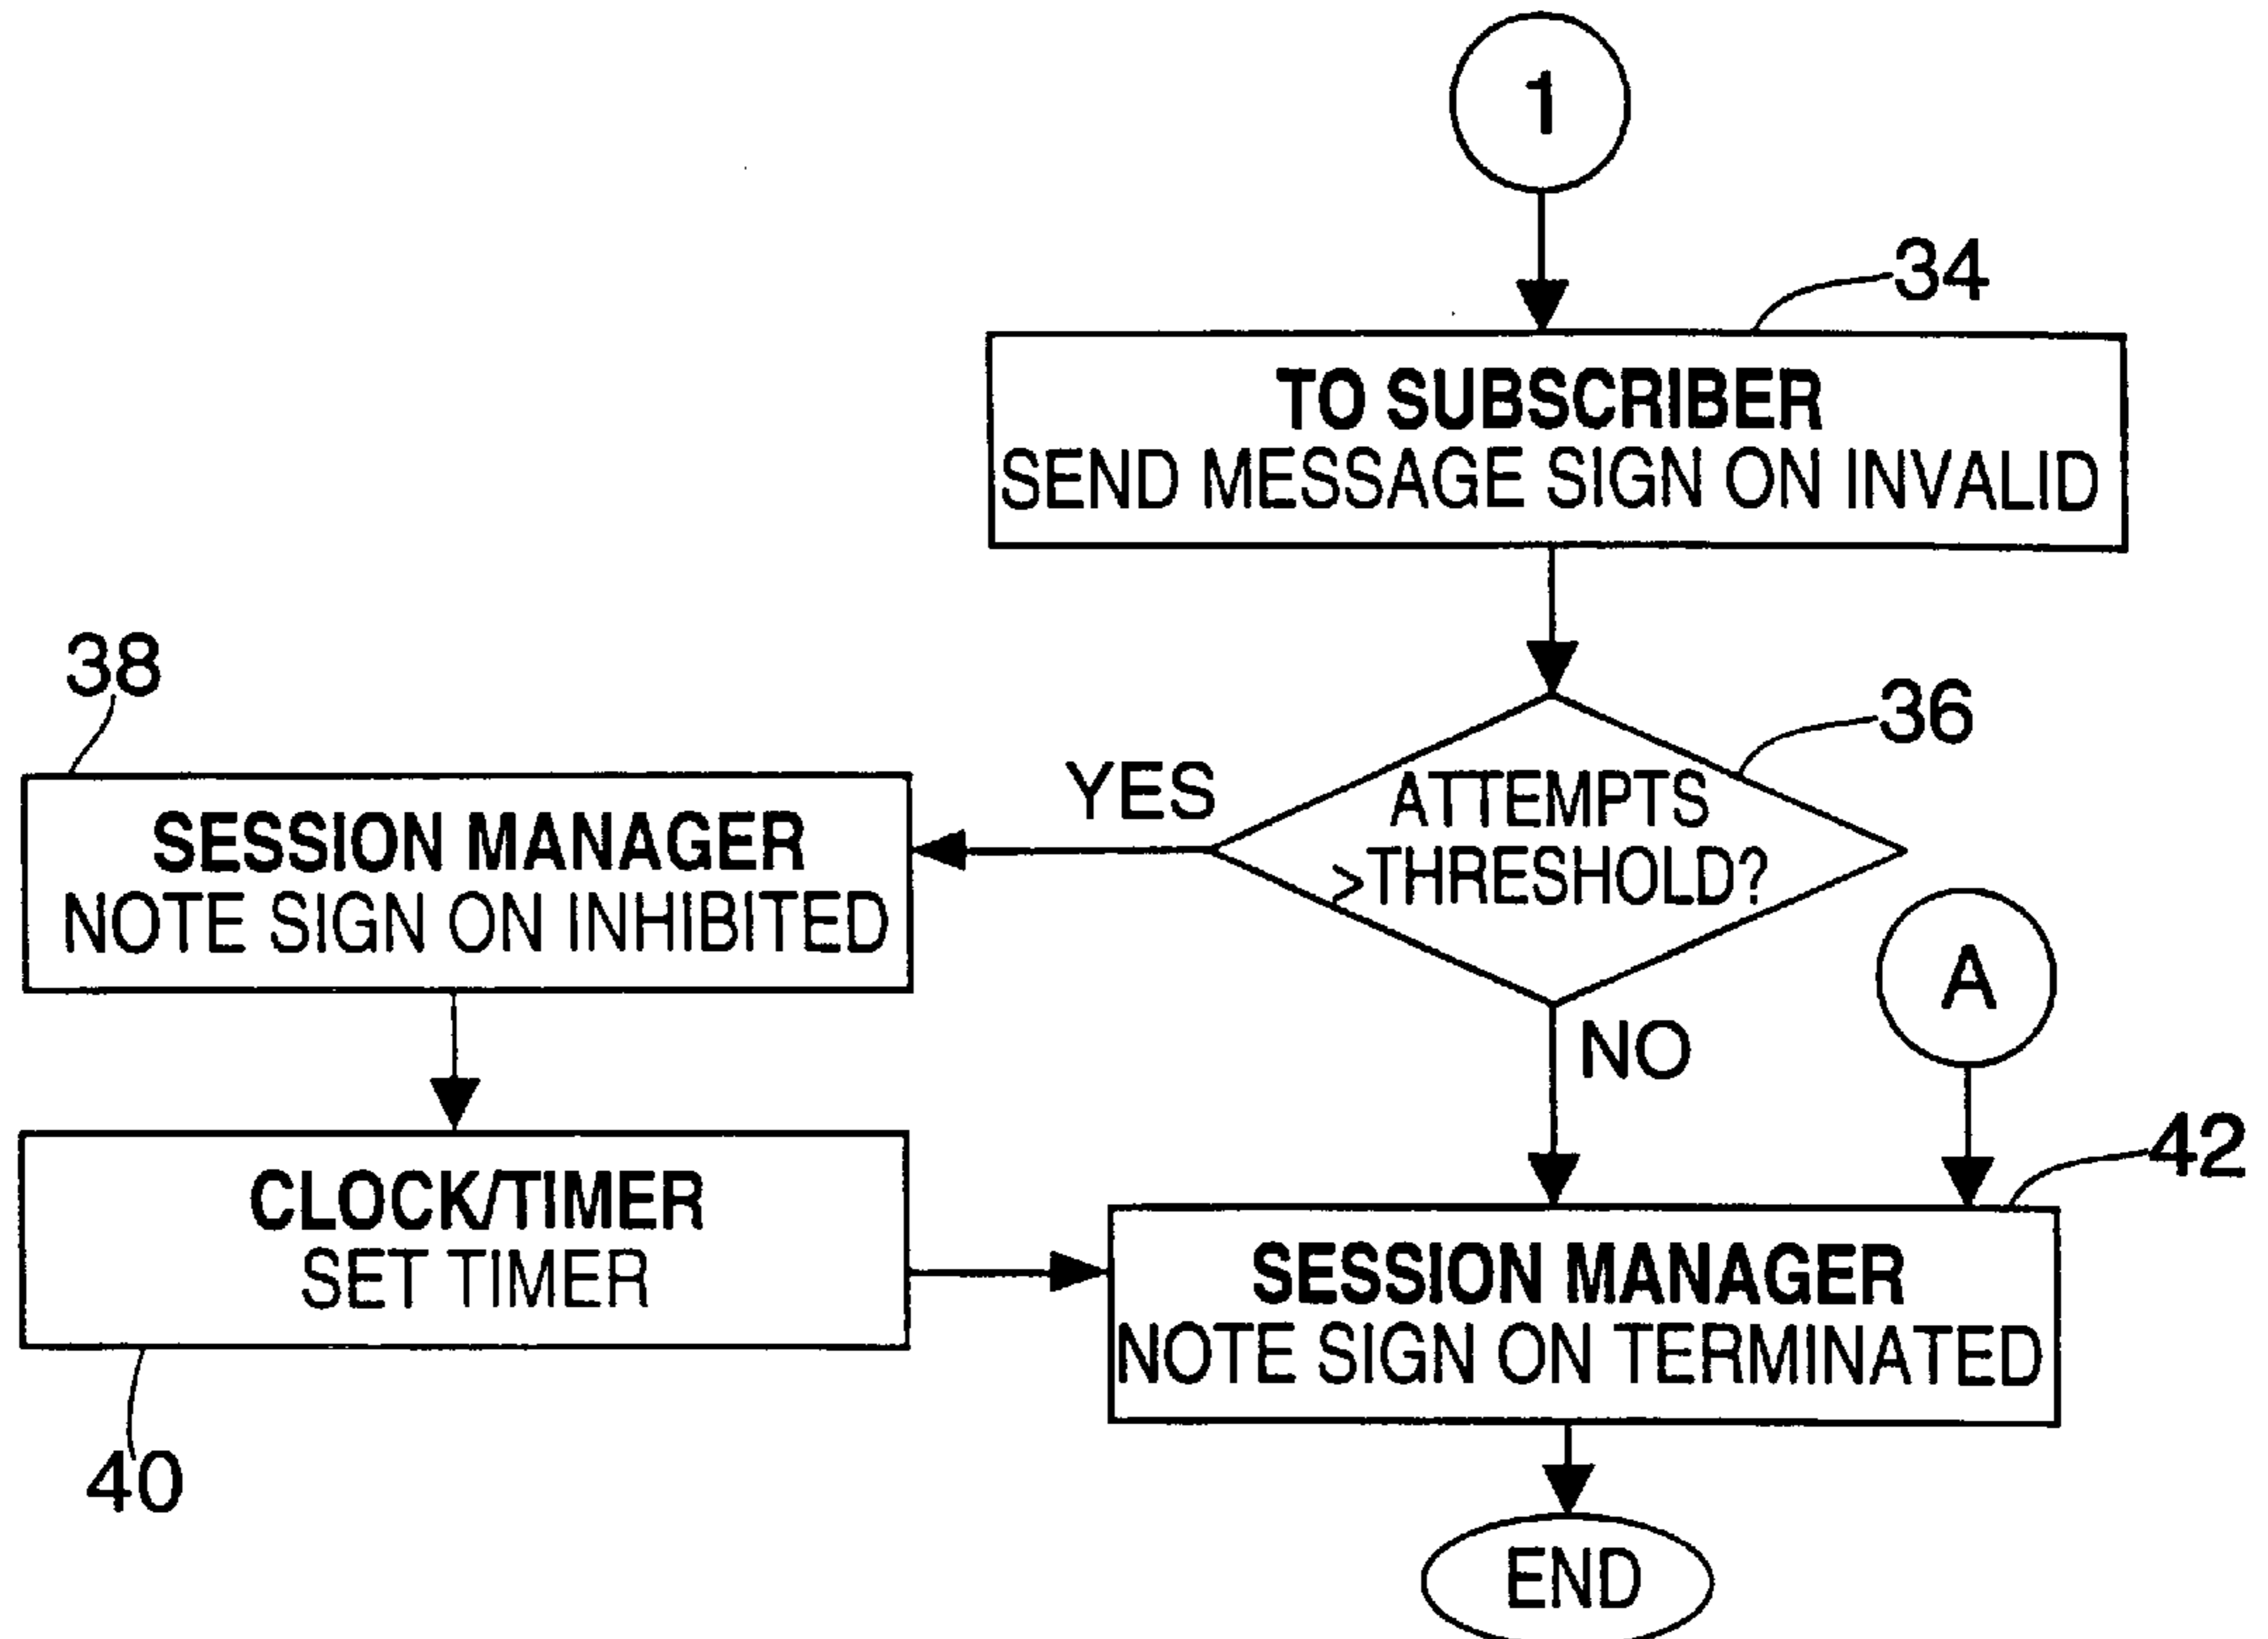 1
34
TO SUBSCRIBER
SEND MESSAGE SIGN ON INVALID
36
ATTEMPTS
>THRESHOLD?
YES
NO
38
SESSION MANAGER
NOTE SIGN ON INHIBITED
CLOCK/TIMER
SET TIMER
40
A
42
SESSION MANAGER
NOTE SIGN ON TERMINATED
END